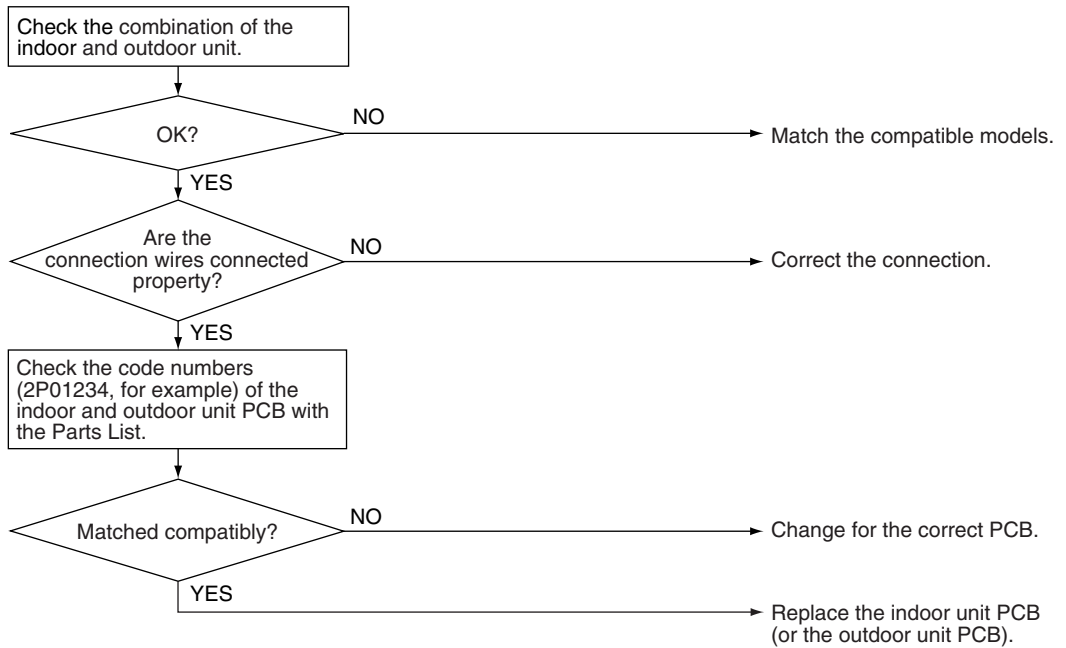 Check the combination of the
indoor and outdoor unit.
OK?
NO
Match the compatible models.
YES
Are the
connection wires connected
property?
NO
Correct the connection.
YES
Check the code numbers
(2P01234, for example) of the
indoor and outdoor unit PCB with
the Parts List.
Matched compatibly?
NO
Change for the correct PCB.
YES
Replace the indoor unit PCB
(or the outdoor unit PCB).